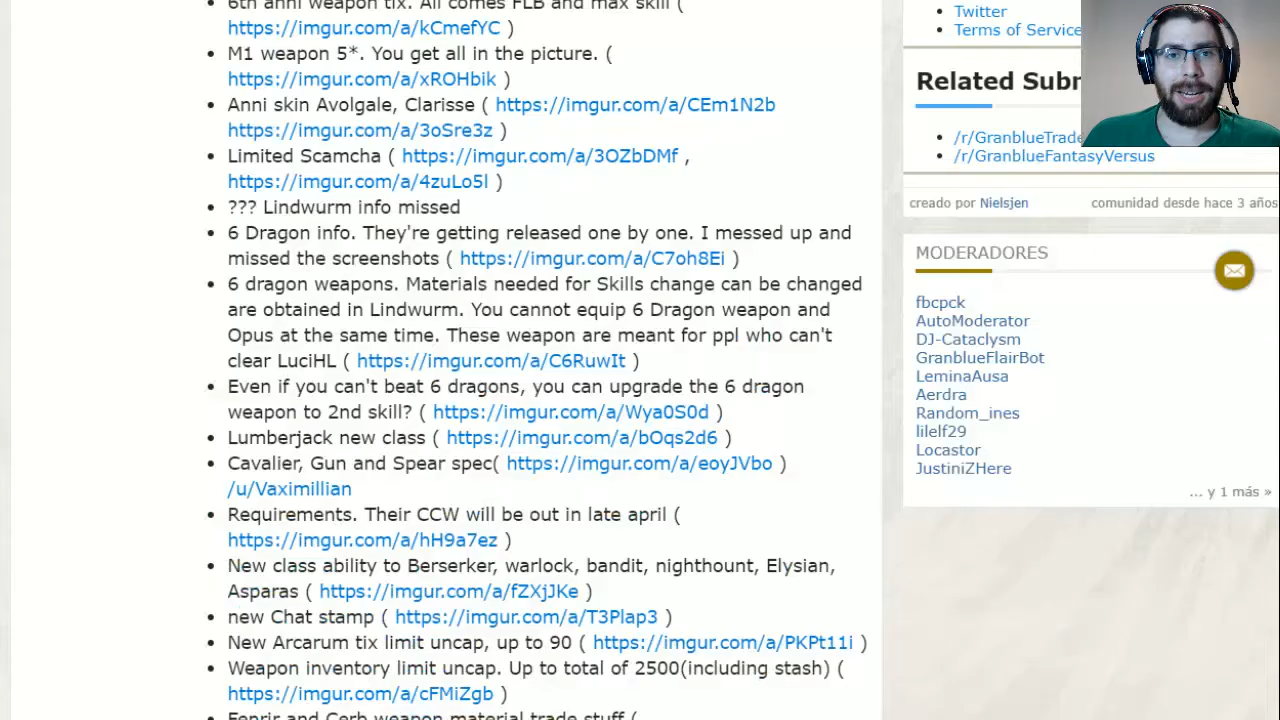 6th anni weapon tix. All comes FLB and max skill (
https://imgur.com/a/kCmefYC )
M1 weapon 5*. You get all in the picture. (
https://imgur.com/a/xROHbik )
Anni skin Avolgale, Clarisse ( https://imgur.com/a/CEm1N2b
https://imgur.com/a/3oSre3z )
Limited Scamcha ( https://imgur.com/a/3OZbDMf ,
https://imgur.com/a/4zuLo5l )
??? Lindwurm info missed
6 Dragon info. They're getting released one by one. I messed up and
missed the screenshots ( https://imgur.com/a/C7oh8Ei )
6 dragon weapons. Materials needed for Skills change can be changed
are obtained in Lindwurm. You cannot equip 6 Dragon weapon and
Opus at the same time. These weapon are meant for ppl who can't
clear LuciHL ( https://imgur.com/a/C6RuwIt )
Even if you can't beat 6 dragons, you can upgrade the 6 dragon
weapon to 2nd skill? ( https://imgur.com/a/Wya0S0d )
Lumberjack new class ( https://imgur.com/a/bOqs2d6 )
Cavalier, Gun and Spear spec( https://imgur.com/a/eoyJVbo )
/u/Vaximillian
Requirements. Their CCW will be out in late april (
https://imgur.com/a/hH9a7ez )
New class ability to Berserker, warlock, bandit, nighthount, Elysian,
Asparas ( https://imgur.com/a/fZXjJKe )
new Chat stamp ( https://imgur.com/a/T3Plap3 )
New Arcarum tix limit uncap, up to 90 ( https://imgur.com/a/PKPt11i )
Weapon inventory limit uncap. Up to total of 2500(including stash) (
https://imgur.com/a/cFMiZgb )
Fenrir and Cerb weapon material trade stuff (
Twitter
Terms of Service
Related Subr
/r/GranblueTrade
/r/GranblueFantasyVersus
creado por Nielsjen comunidad desde hace 3 años
MODERADORES
fbcpck
AutoModerator
DJ-Cataclysm
GranblueFlairBot
LeminaAusa
Aerdra
Random_ines
lilelf29
Locastor
JustiniZHere
... y 1 más »